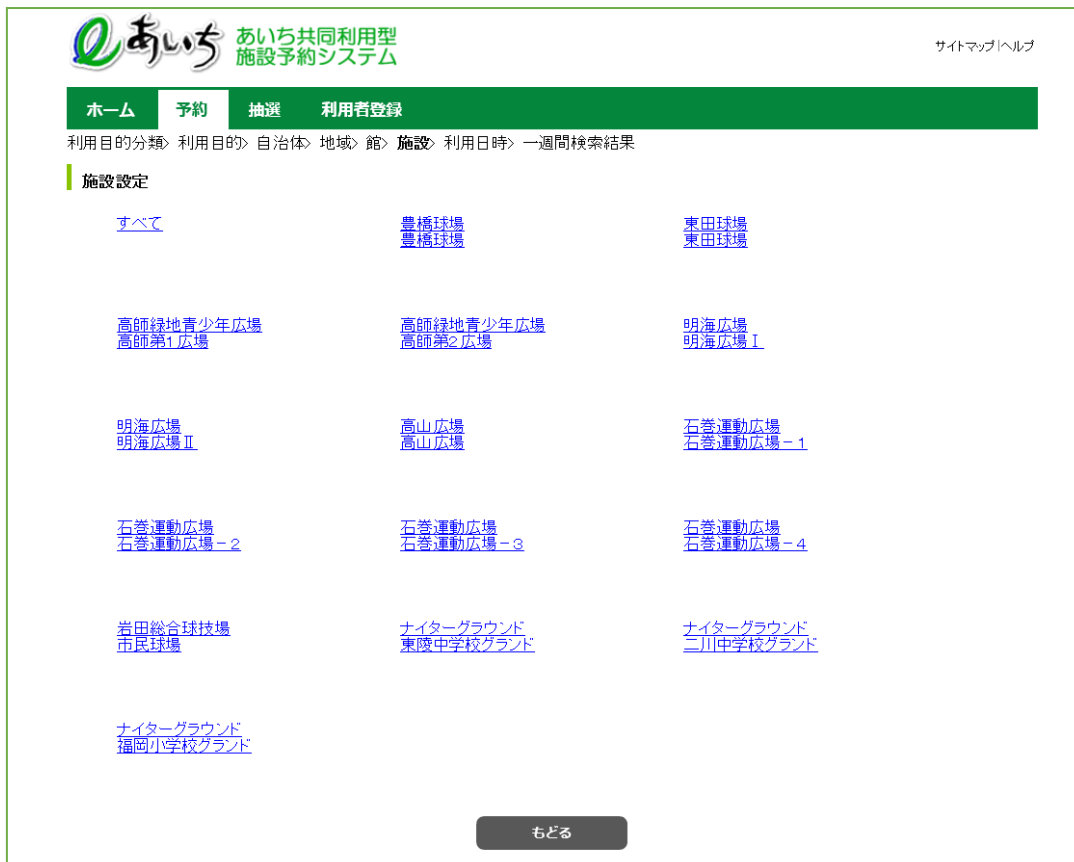 あいち あいち共同利用型
施設予約システム
サイトマップ|ヘルプ
ホーム 予約 抽選 利用者登録
利用目的分類> 利用目的> 自治体> 地域> 館> 施設> 利用日時> 一週間検索結果
施設設定
すべて 豊橋球場 東田球場
豊橋球場 東田球場
高師緑地青少年広場 高師緑地青少年広場 明海広場
高師第1広場 高師第2広場 明海広場Ⅰ
明海広場 高山広場 石巻運動広場
明海広場Ⅱ 高山広場 石巻運動広場－1
石巻運動広場 石巻運動広場 石巻運動広場
石巻運動広場－2 石巻運動広場－3 石巻運動広場－4
岩田総合球技場 ナイターグラウンド ナイターグラウンド
市民球場 東陵中学校グランド 二川中学校グランド
ナイターグラウンド
福岡小学校グランド
もどる